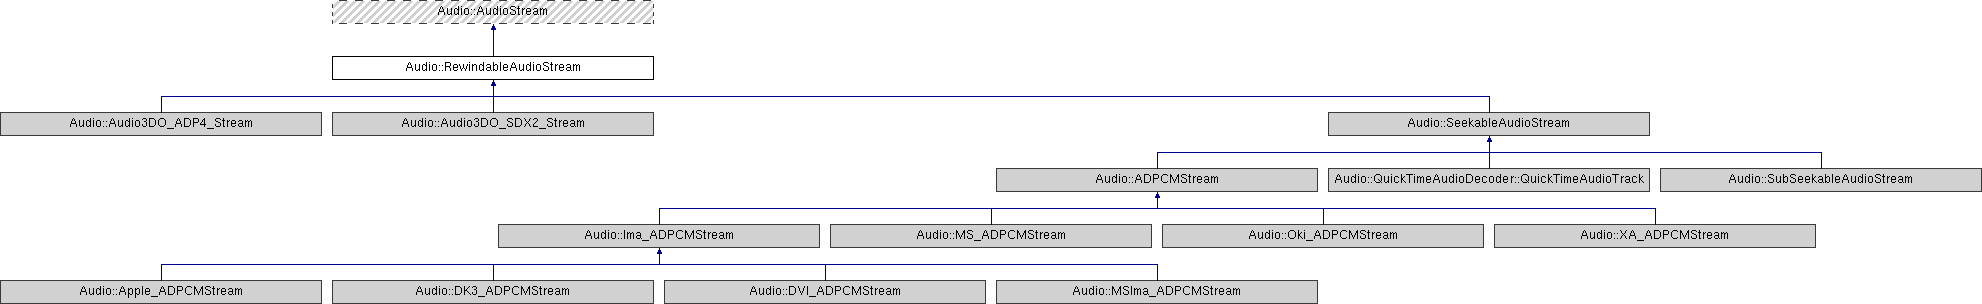 Audio::AudioStream
Audio::RewindableAudioStream
Audio::Audio3DO_ADP4_Stream
Audio::Audio3DO_SDX2_Stream
Audio::SeekableAudioStream
Audio::ADPCMStream
Audio::QuickTimeAudioDecoder::QuickTimeAudioTrack
Audio::SubSeekableAudioStream
Audio::Ima_ADPCMStream
Audio::MS_ADPCMStream
Audio::Oki_ADPCMStream
Audio::XA_ADPCMStream
Audio::Apple_ADPCMStream
Audio::DK3_ADPCMStream
Audio::DVI_ADPCMStream
Audio::MSIma_ADPCMStream